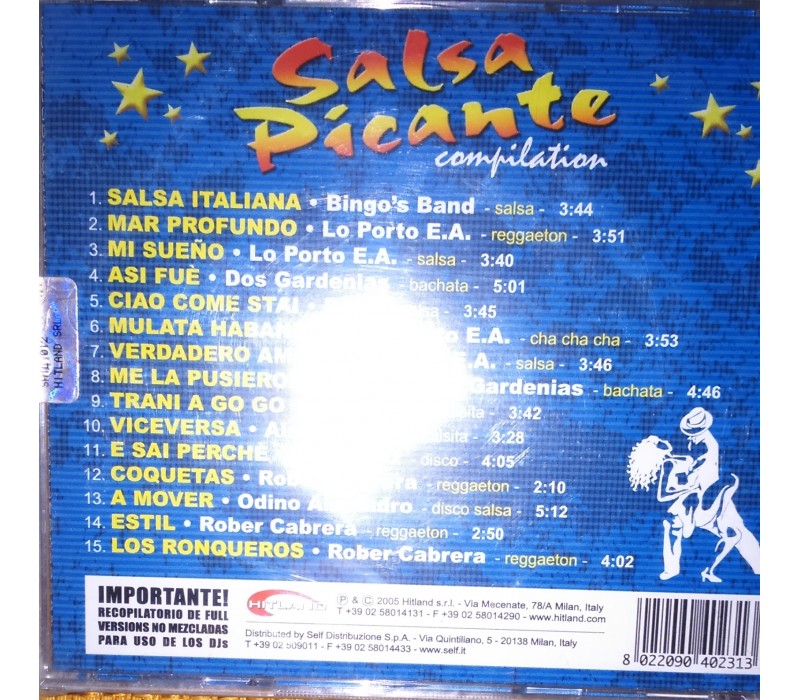 Salsa
Picante
compilation
1. SALSA ITALIANA • Bingo's Band - salsa - 3:44
2. MAR PROFUNDO • Lo Porto E.A. - reggaeton - 3:51
3. MI SUEÑO • Lo Porto E.A. - salsa - 3:40
4. ASI FUÈ • Dos Gardenias - bachata - 5:01
5. CIAO COME STAI • 3:45
6. MULATA E.A. - cha cha cha - 3:53
7. VERDADERO E.A. - salsa - 3:46
8. ME LA Gardenias - bachata - 4:46
9. TRANI A GO GO 3:42
10. VICEVERSA • 3:28
11. E SAI PERCHÈ disco - 4:05
12. COQUETAS • - reggaeton - 2:10
13. A MOVER • Odino - disco salsa - 5:12
14. ESTIL • Rober Cabrera - reggaeton - 2:50
15. LOS RONQUEROS • Rober Cabrera - reggaeton - 4:02
HITLAND SRL
IMPORTANTE!
RECOPILATORIO DE FULL
VERSIONS NO MEZCLADAS
PARA USO DE LOS DJs
HITLAND
℗ & © 2005 Hitland s.r.l. - Via Mecenate, 78/A Milan, Italy
T +39 02 58014131 - F +39 02 58014290 - www.hitland.com
Distributed by Self Distribuzione S.p.A. - Via Quintiliano, 5 - 20138 Milan, Italy
T +39 02 509011 - F +39 02 58014433 - www.self.it
8 022090 402313